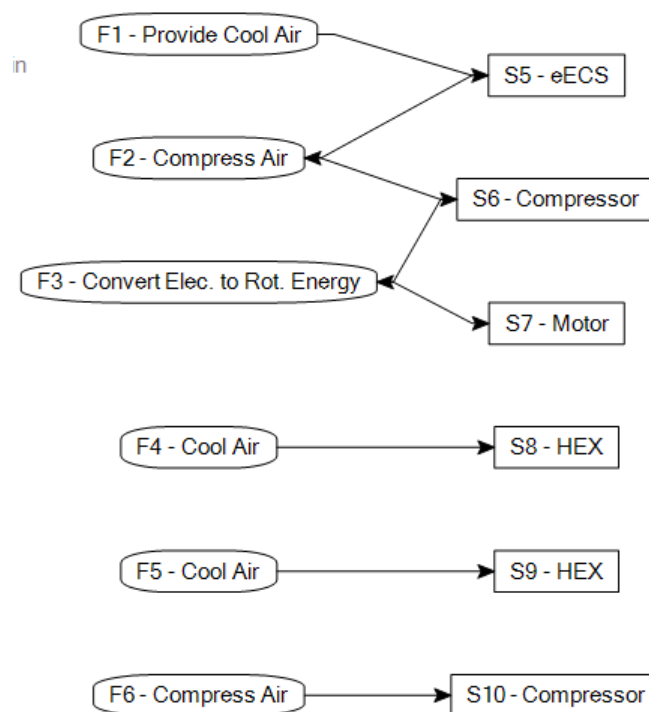 F1 - Provide Cool Air
in
S5 - eECS
F2 - Compress Air
S6 - Compressor
F3 - Convert Elec. to Rot. Energy
S7 - Motor
F4 - Cool Air
S8 - HEX
F5 - Cool Air
S9 - HEX
F6 - Compress Air
S10 - Compressor